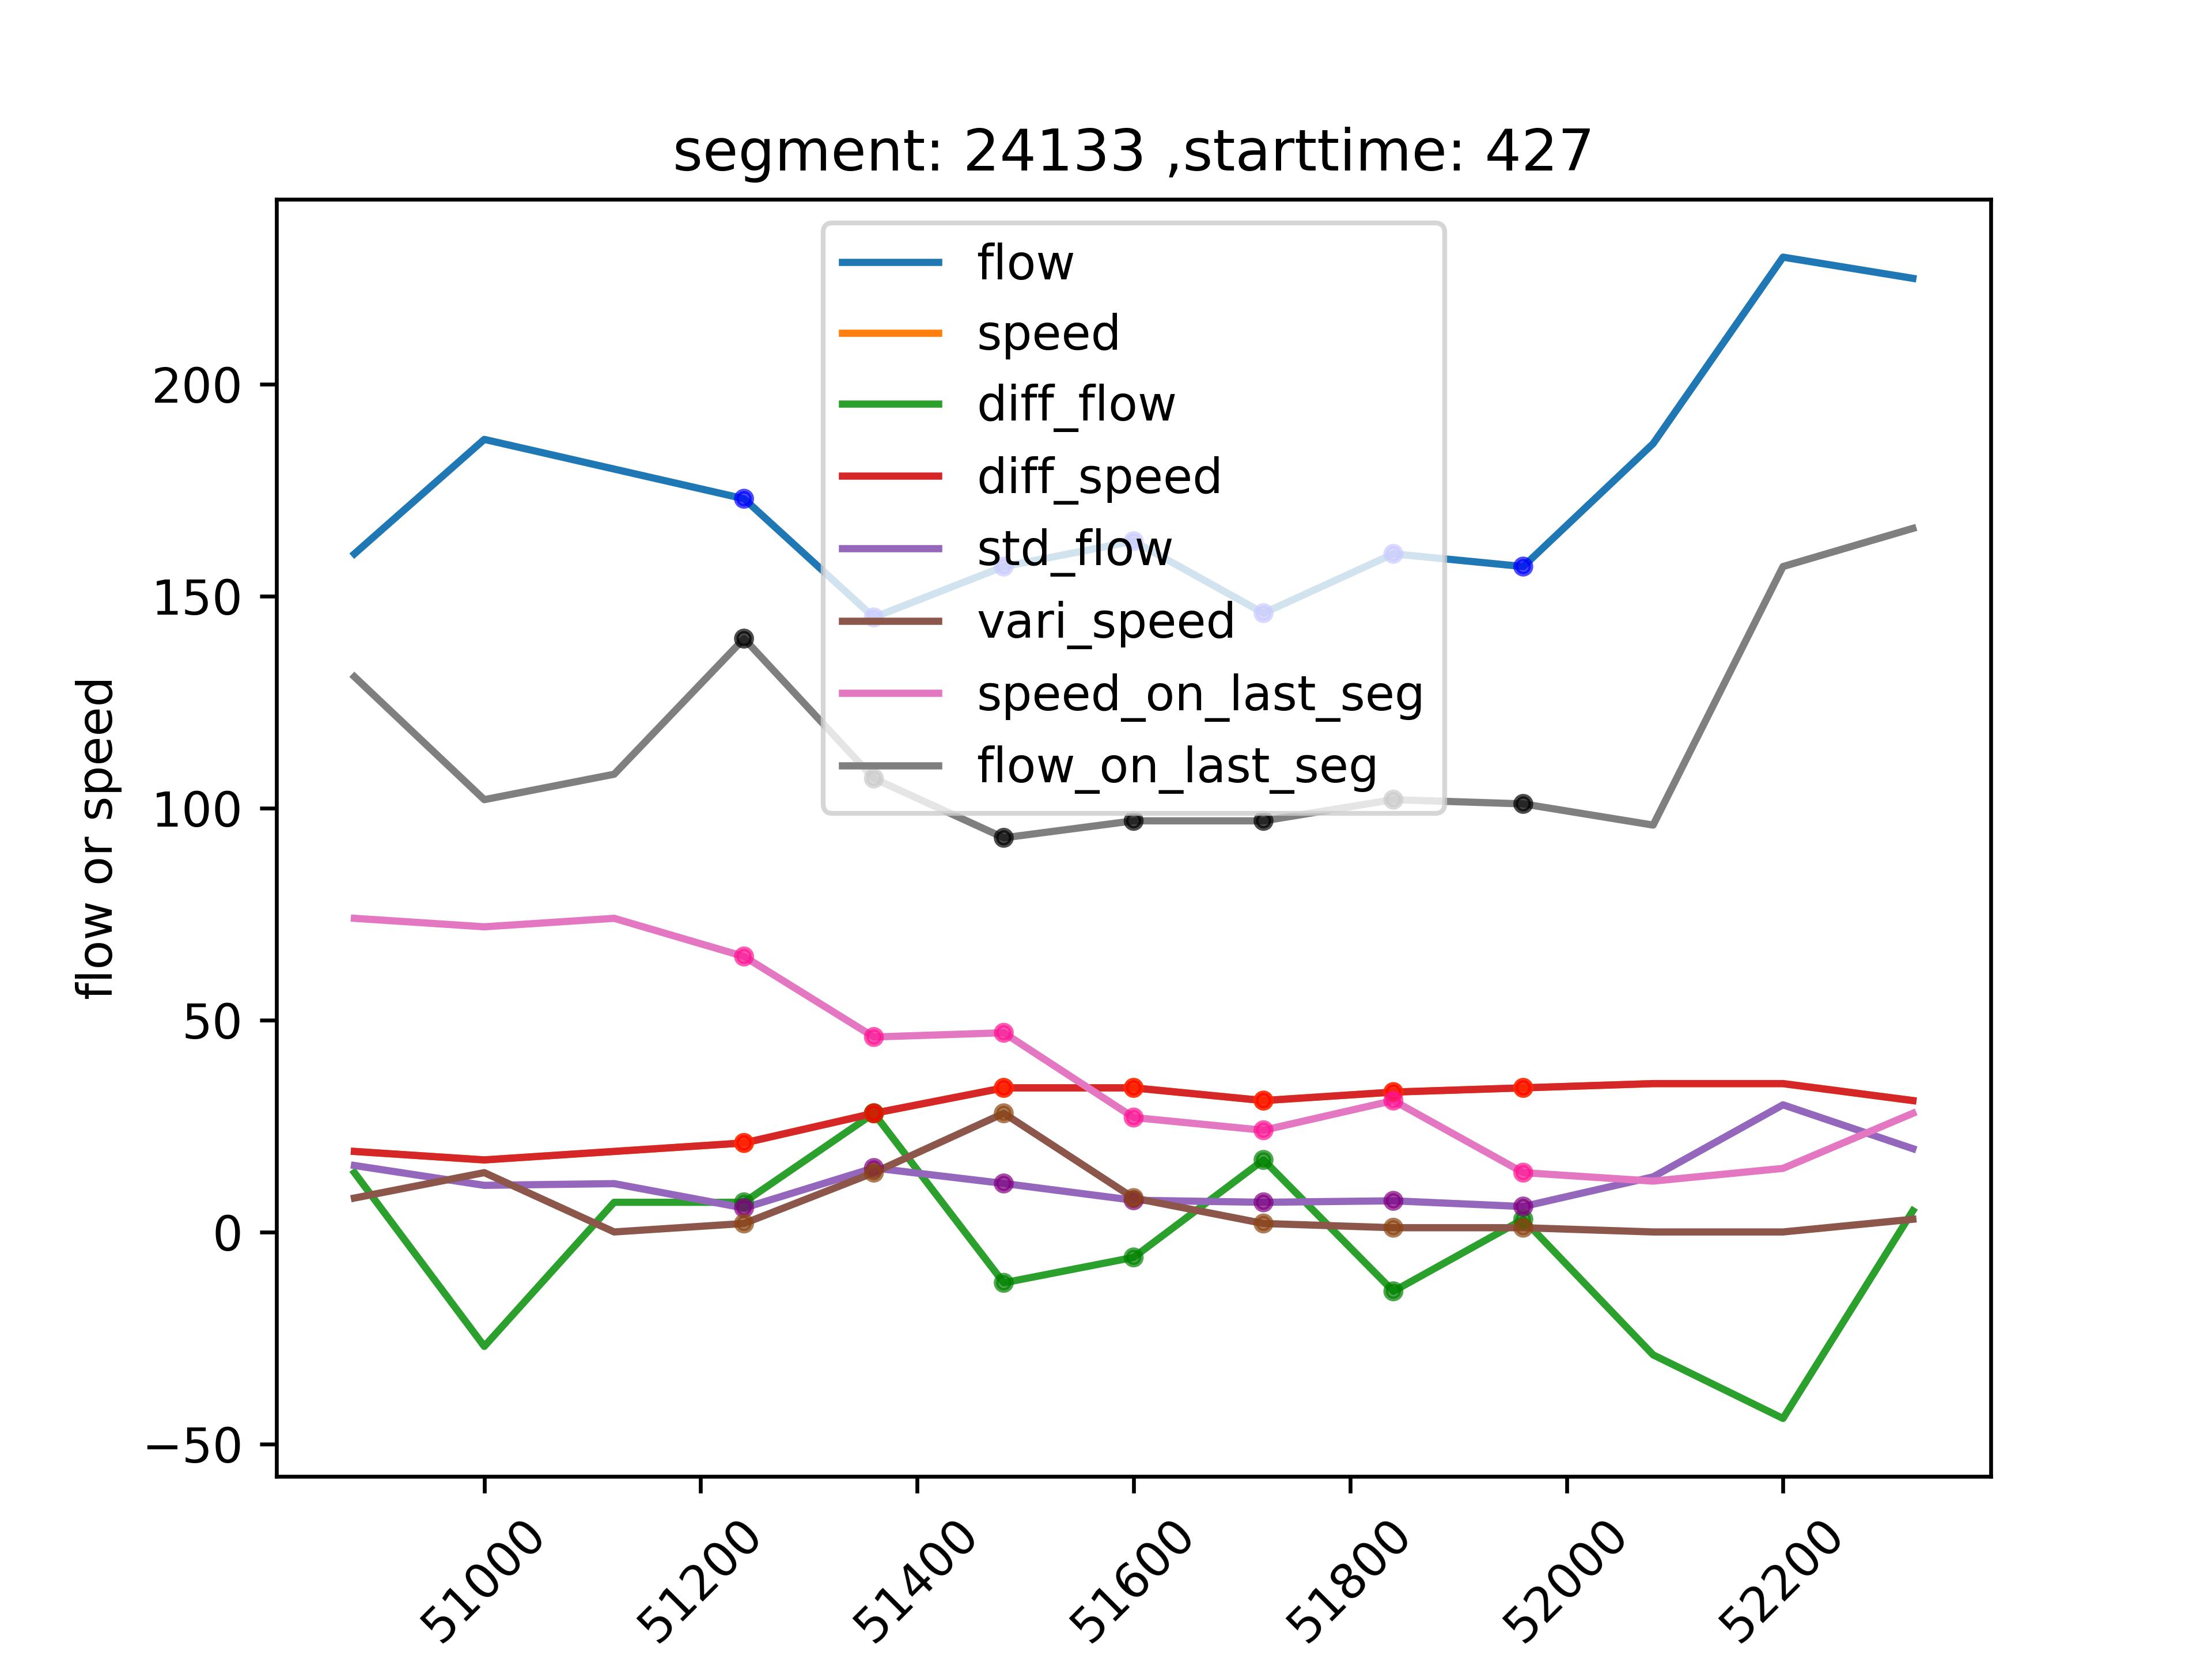 segment: 24133 ,starttime: 427
flow
speed
diff_flow
diff_speed
std_flow
vari_speed
speed_on_last_seg
flow_on_last_seg
flow or speed
200
150
100
50
0
−50
51000
51200
51400
51600
51800
52000
52200